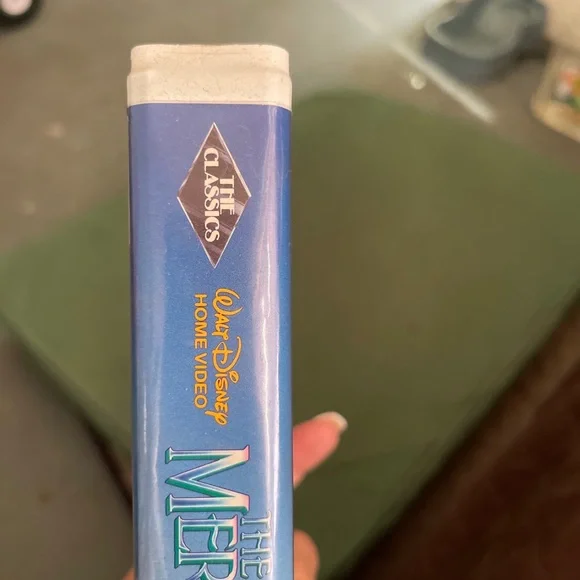 THE
CLASSICS
WALT DISNEY
HOME VIDEO
THE
MER